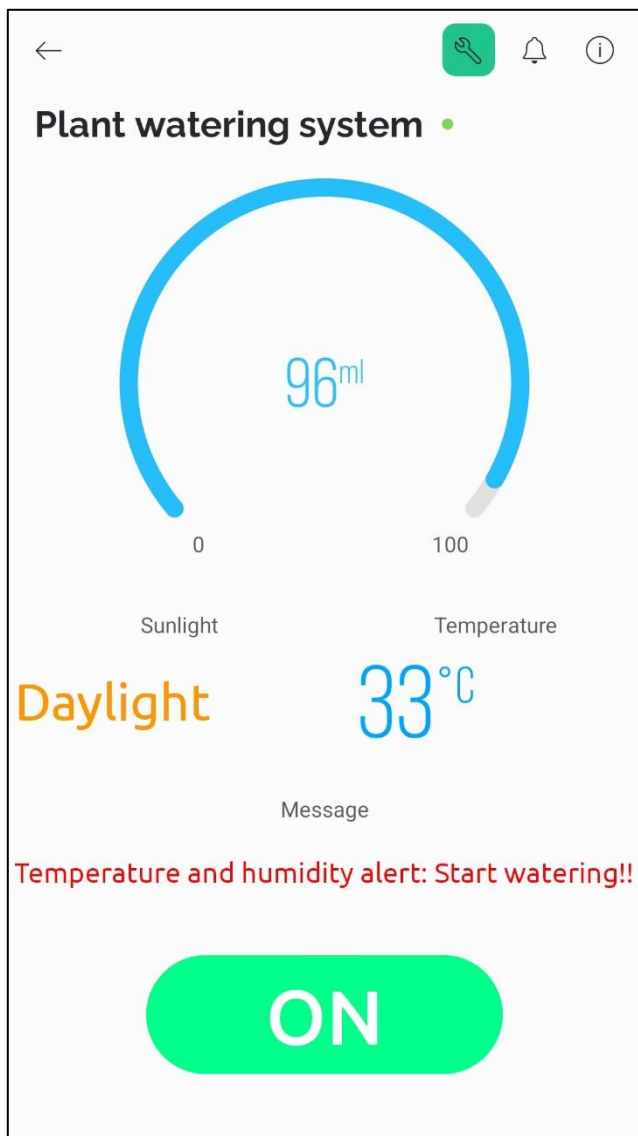 Plant watering system
96ml
0 100
Sunlight Temperature
Daylight 33°C
Message
Temperature and humidity alert: Start watering!!
ON